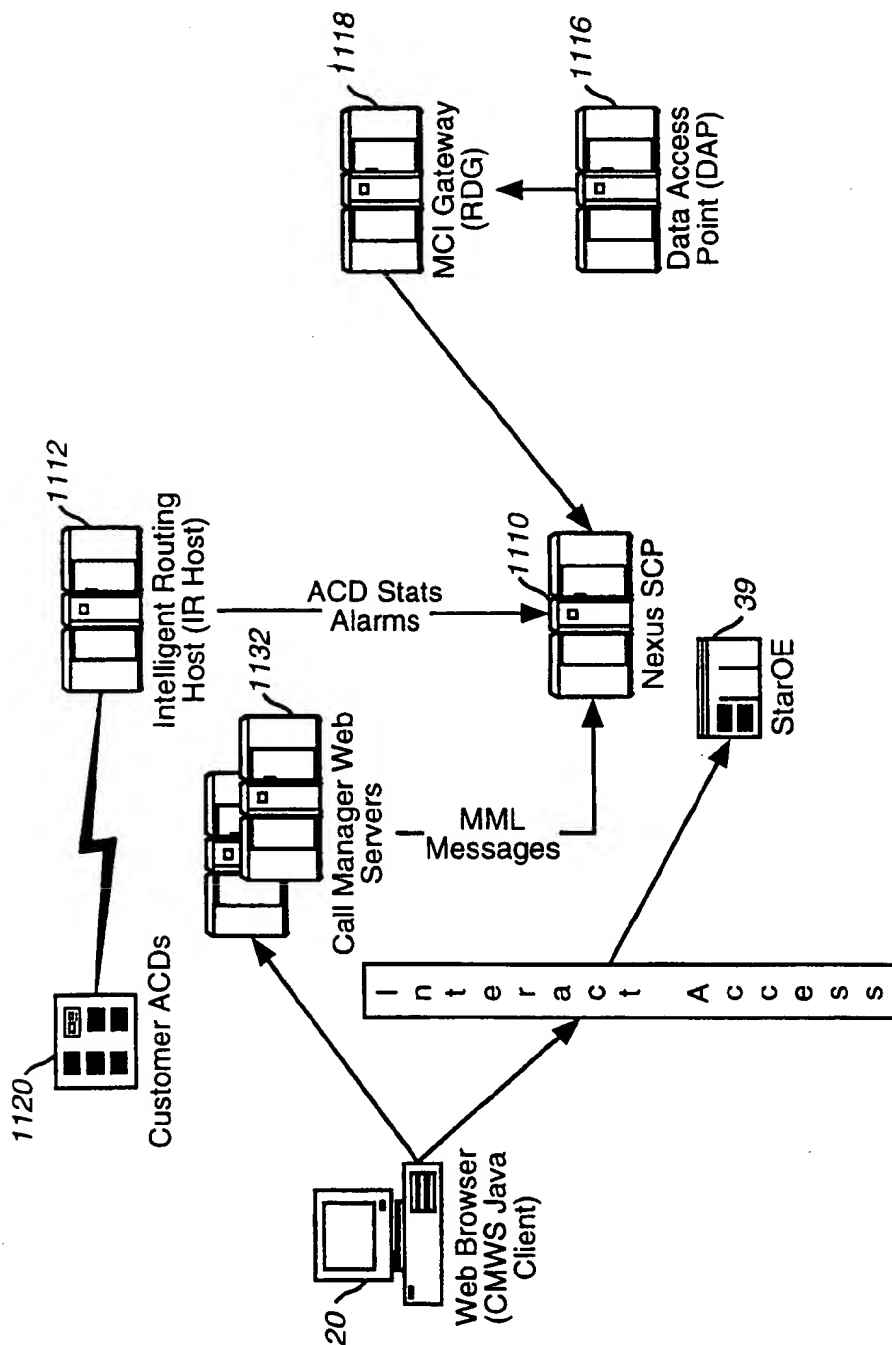 1120
Customer ACDs
1112
Intelligent Routing
Host (IR Host)
1118
MCI Gateway
(RDG)
1132
Call Manager Web
Servers
ACD Stats
Alarms
1116
Data Access
Point (DAP)
20
Web Browser
(CMWS Java
Client)
MML
Messages
1110
Nexus SCP
Interact Access
39
StarOE